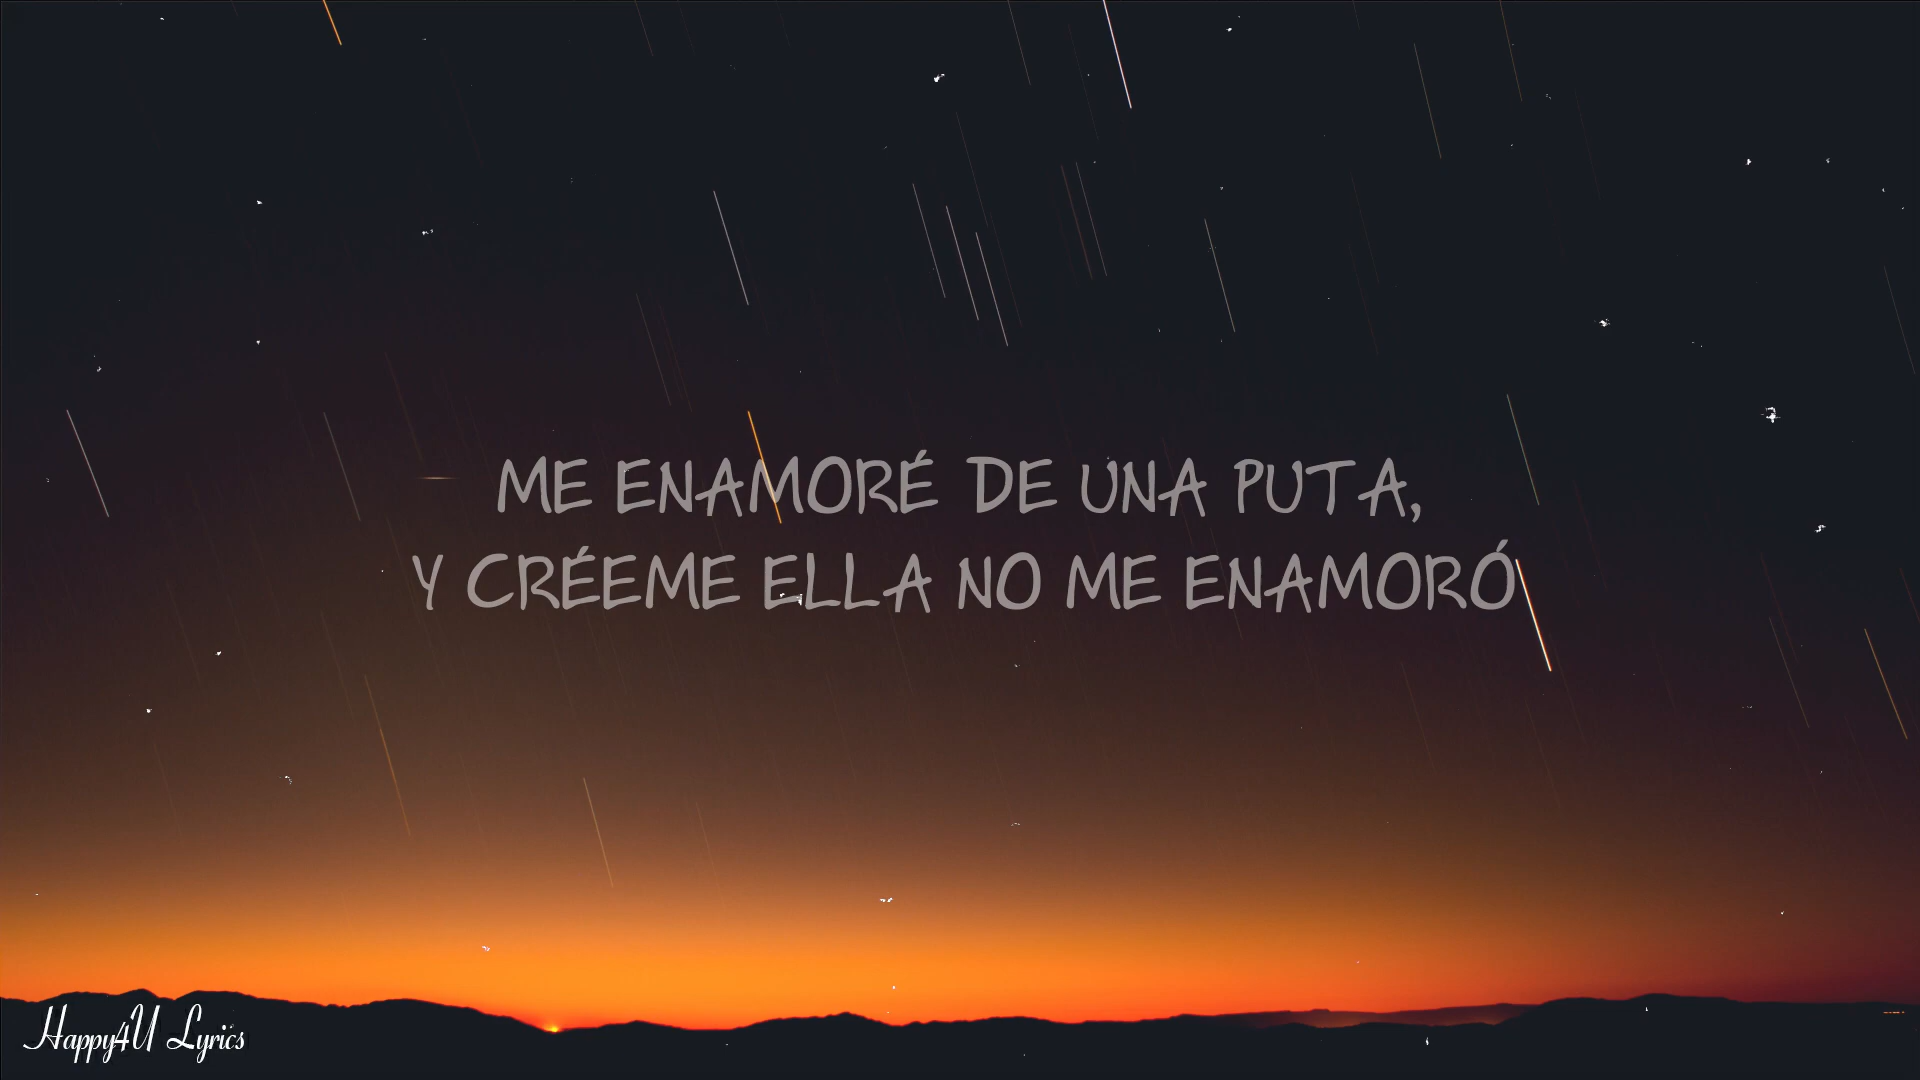 ME ENAMORÉ DE UNA PUTA,
Y CRÉEME ELLA NO ME ENAMORÓ
Happy4U Lyrics